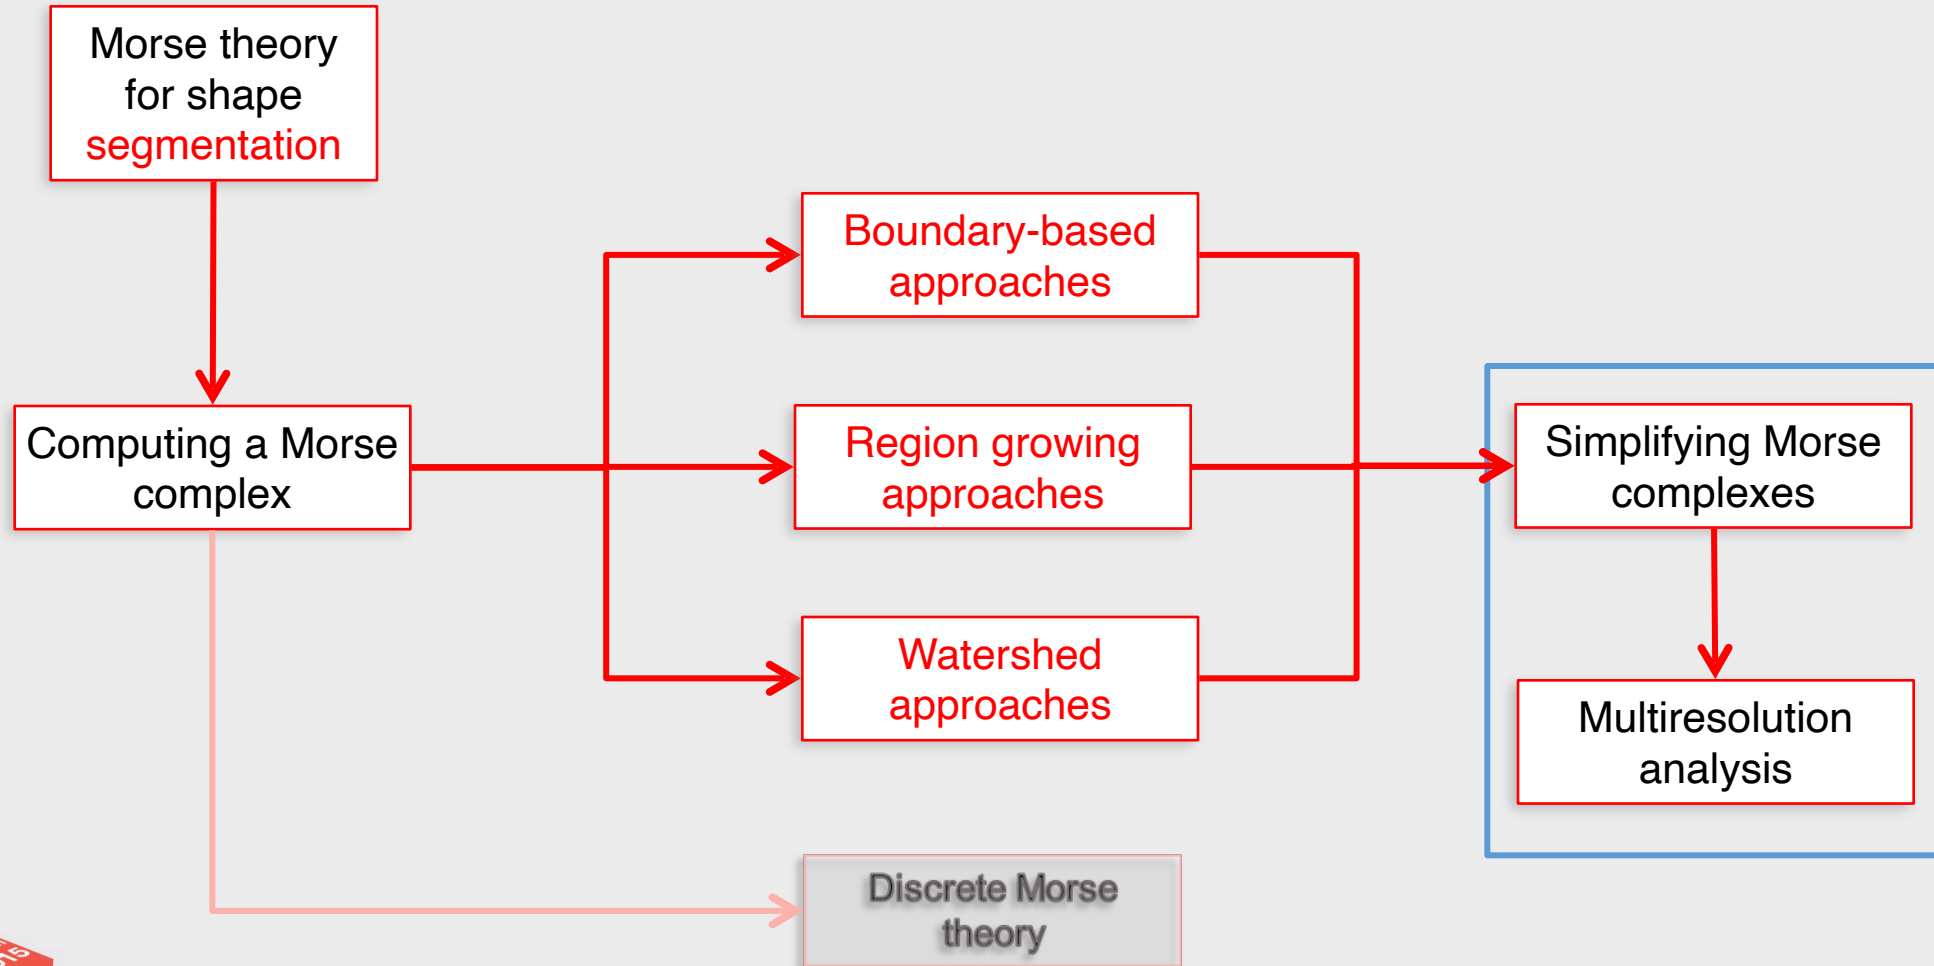 Morse theory
for shape
segmentation
Computing a Morse
complex
Boundary-based
approaches
Region growing
approaches
Watershed
approaches
Simplifying Morse
complexes
Multiresolution
analysis
Discrete Morse
theory